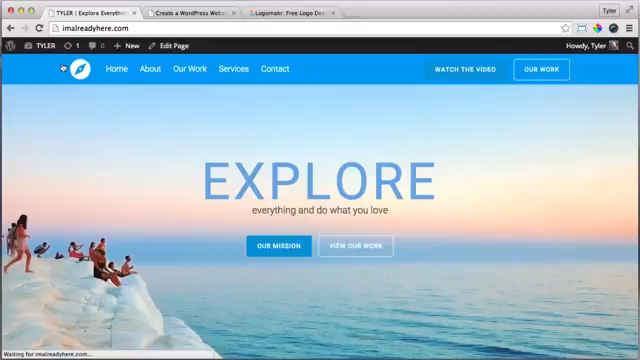 TYLER | Explore Everythin
Create a WordPress Websi
Logomakr: Free Logo De
Tyler
imalreadyhere.com
TYLER 1 New Edit Page Howdy, Tyler
Home About Our Work Services Contact WATCH THE VIDEO OUR WORK
EXPLORE
everything and do what you love
OUR MISSION VIEW OUR WORK
Waiting for imalreadyhere.com...